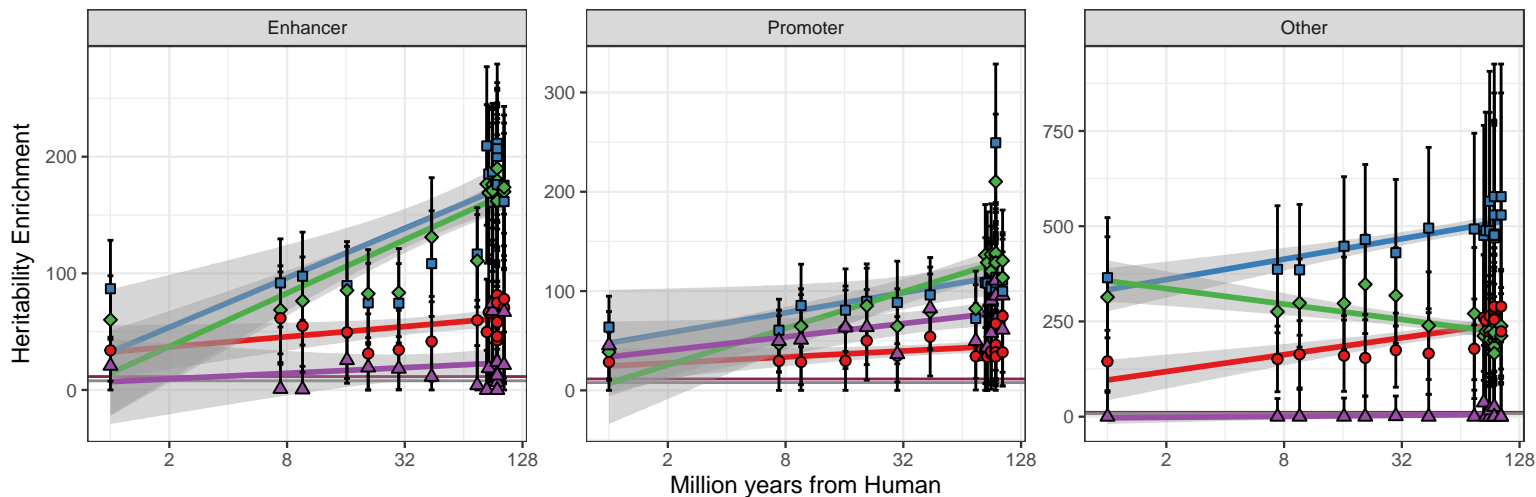 Enhancer Promoter Other
Heritability Enrichment
200
100
0
2 8 32 128
300
200
100
0
2 8 32 128
750
500
250
0
2 8 32 128
Million years from Human